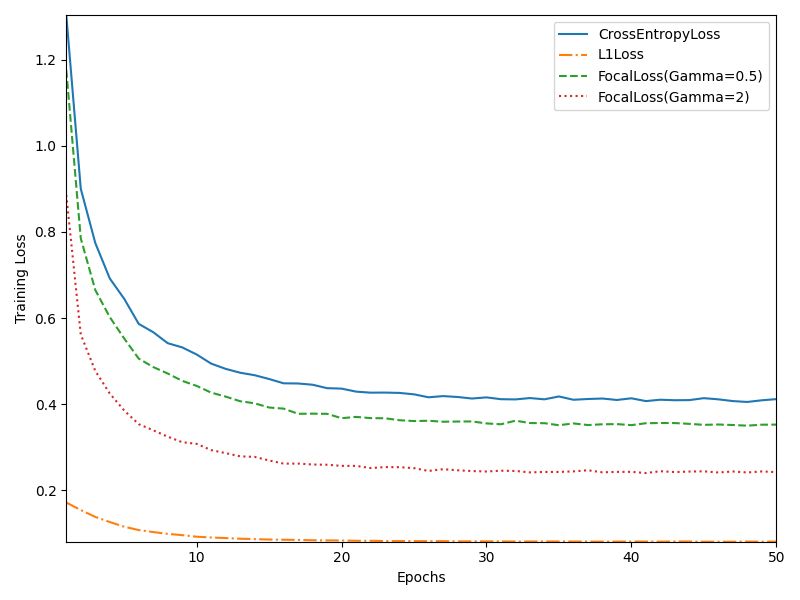 CrossEntropyLoss
L1Loss
FocalLoss(Gamma=0.5)
FocalLoss(Gamma=2)
Training Loss
1.2
1.0
0.8
0.6
0.4
0.2
10 20 30 40 50
Epochs